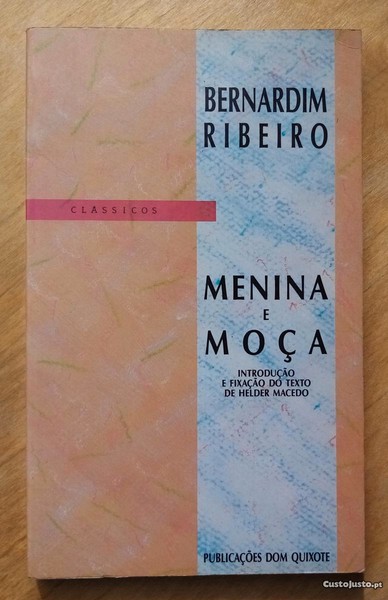 BERNARDIM
RIBEIRO
CLÁSSICOS
MENINA
E
MOÇA
INTRODUÇÃO
E FIXAÇÃO DO TEXTO
DE HELDER MACEDO
PUBLICAÇÕES DOM QUIXOTE
Custojusto.pt